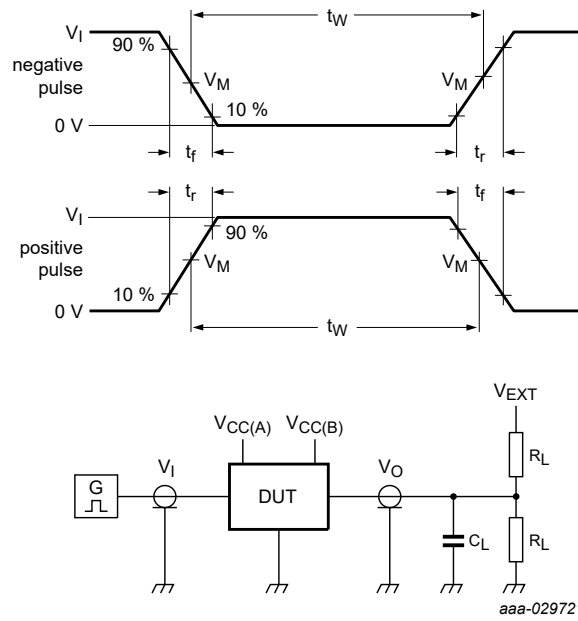 V_I
90 %
negative
pulse
0 V
t_W
V_M
V_M
10 %
t_f
t_r
V_I
positive
pulse
10 %
0 V
t_r
t_f
90 %
V_M
V_M
t_W
V_EXT
V_CC(A)
V_CC(B)
R_L
V_I
V_O
G
DUT
C_L
R_L
aaa-02972